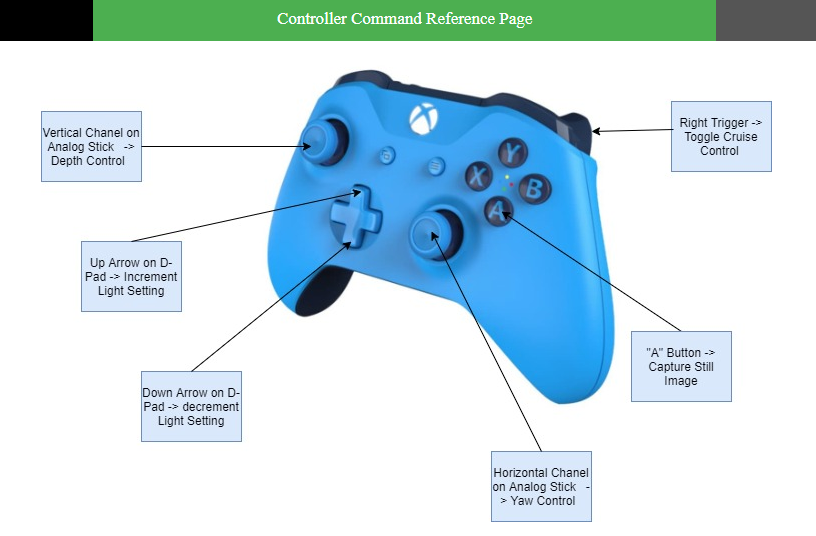 Controller Command Reference Page
Vertical Chanel on
Analog Stick -> 
Depth Control
Right Trigger ->
Toggle Cruise
Control
Y
X
B
A
Up Arrow on D-
Pad -> Increment
Light Setting
"A" Button ->
Capture Still
Image
Down Arrow on D-
Pad -> decrement
Light Setting
Horizontal Chanel
on Analog Stick -
> Yaw Control